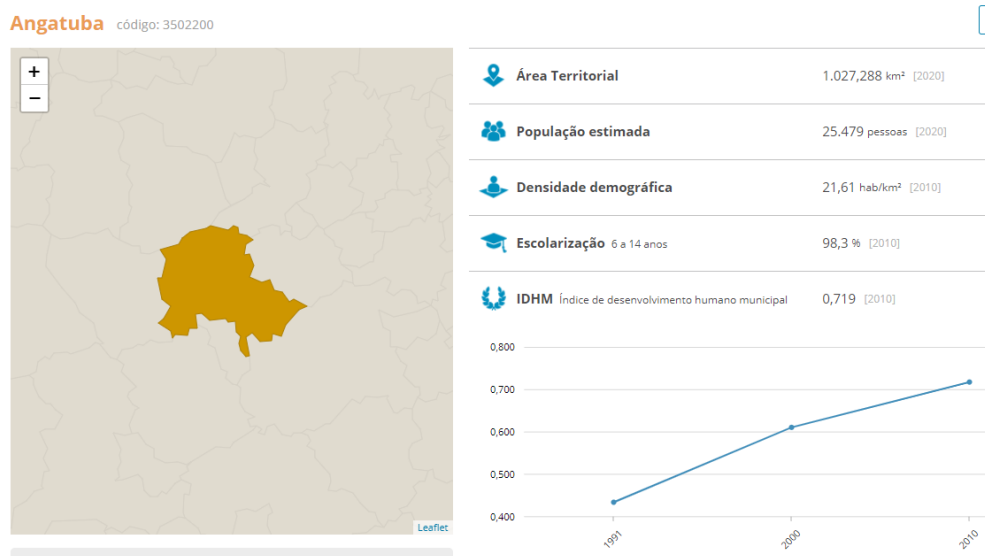 Angatuba código: 3502200
+
−
Leaflet
Área Territorial 1.027,288 km² [2020]
População estimada 25.479 pessoas [2020]
Densidade demográfica 21,61 hab/km² [2010]
Escolarização 6 a 14 anos 98,3 % [2010]
IDHM Índice de desenvolvimento humano municipal 0,719 [2010]
0,800
0,700
0,600
0,500
0,400
1991
2000
2010